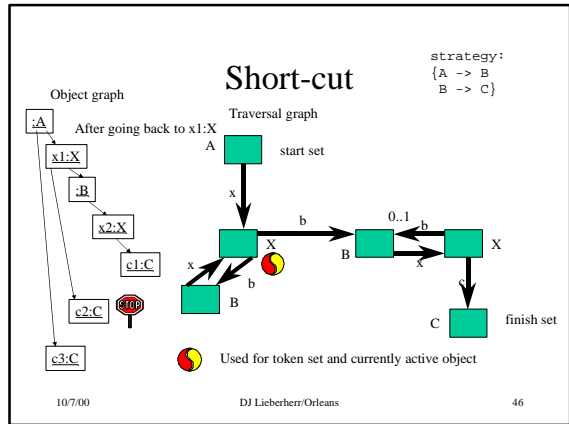 Short-cut
strategy:
{A -> B
B -> C}
Object graph
Traversal graph
:A
After going back to x1:X
A
start set
x1:X
x
:B
b
0..1
b
x2:X
X
B
x
X
x
b
c
c1:C
B
c2:C
STOP
C
finish set
c3:C
Used for token set and currently active object
10/7/00
DJ Lieberherr/Orleans
46